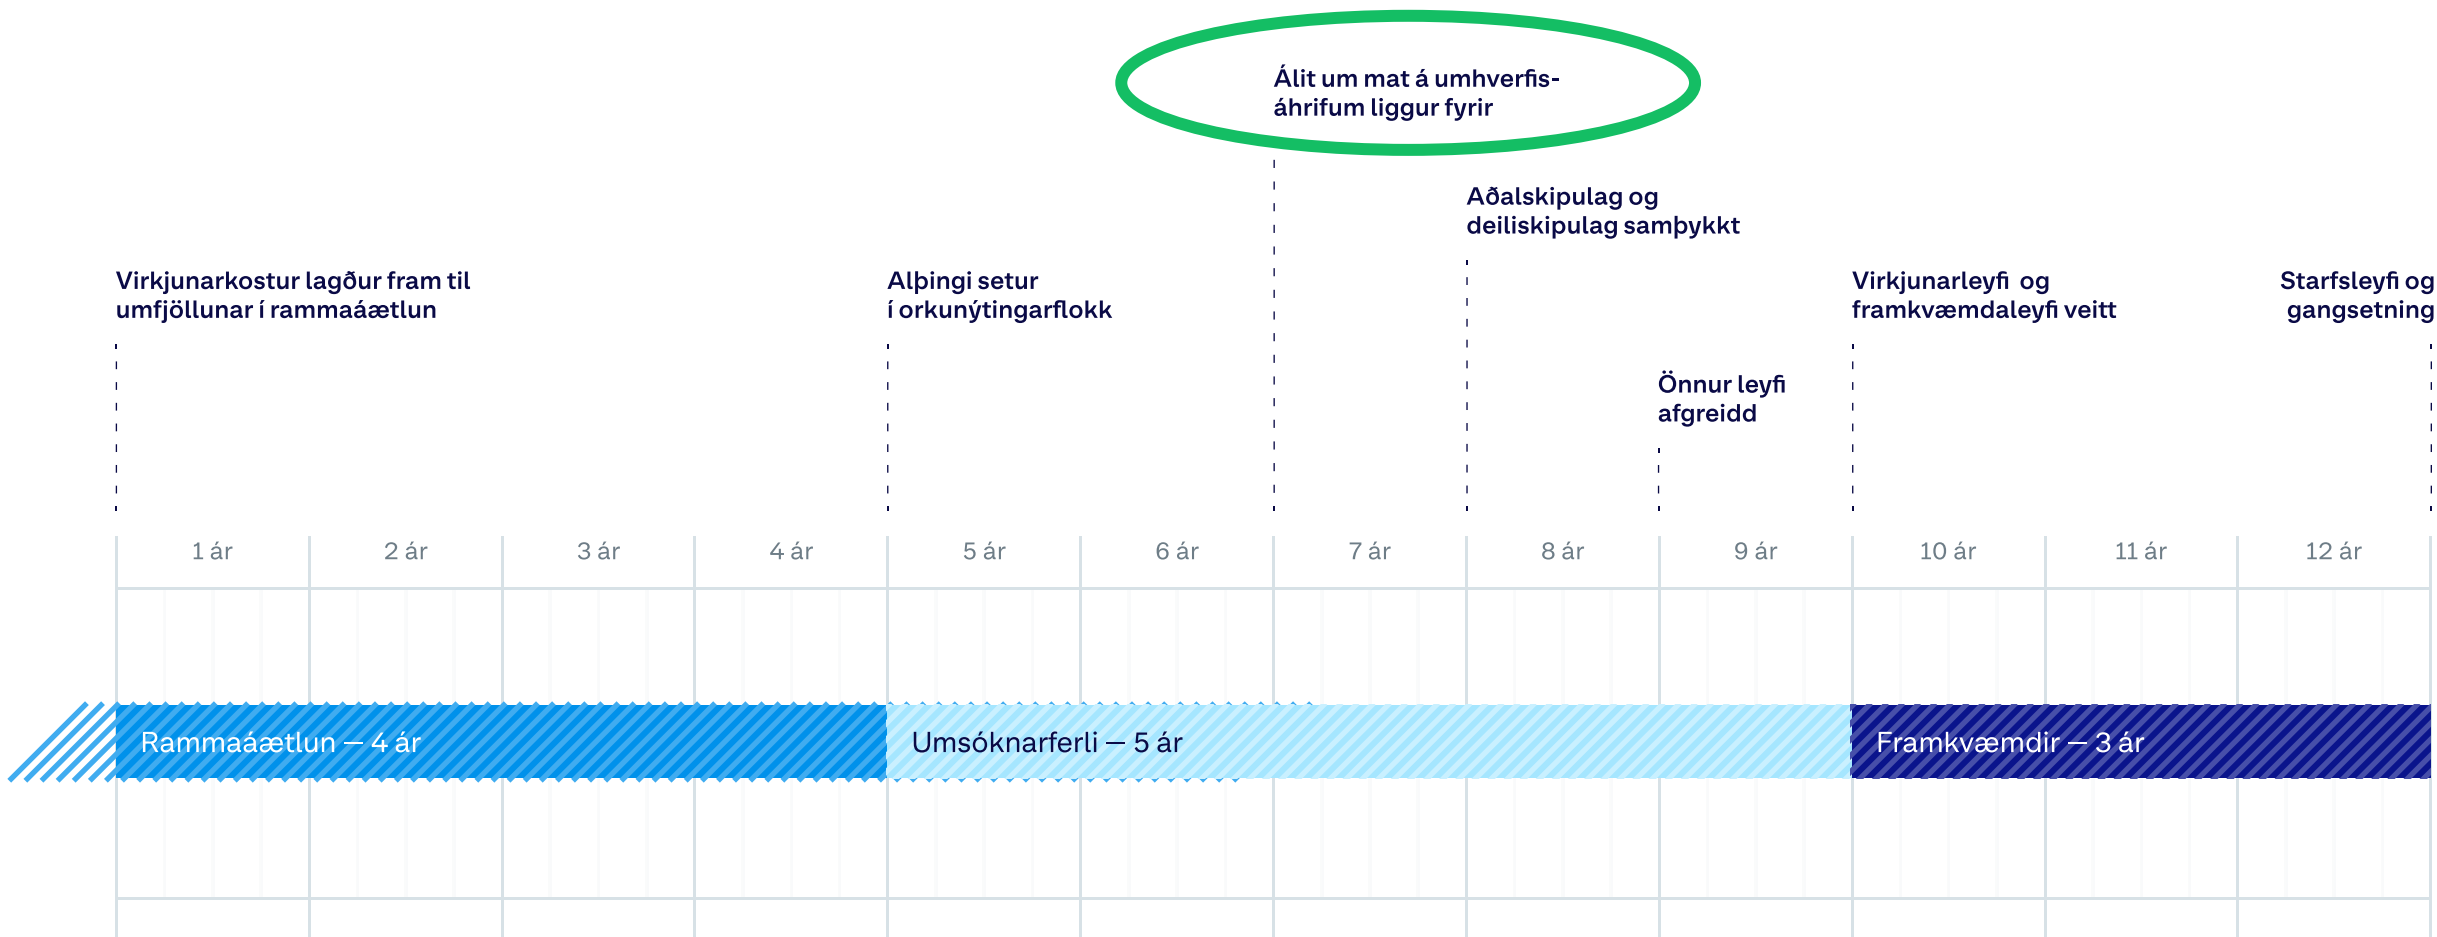 Álit um mat á umhverfis-
áhrifum liggur fyrir
Aðalskipulag og
deiliskipulag samþykkt
Virkjunarkostur lagður fram til
umfjöllunar í rammaáætlun
Alþingi setur
í orkunýtingarflokk
Virkjunarleyfi og
framkvæmdaleyfi veitt
Starfsleyfi og
gangsetning
Önnur leyfi
afgreidd
1 ár
2 ár
3 ár
4 ár
5 ár
6 ár
7 ár
8 ár
9 ár
10 ár
11 ár
12 ár
Rammaáætlun – 4 ár
Umsóknarferli – 5 ár
Framkvæmdir – 3 ár